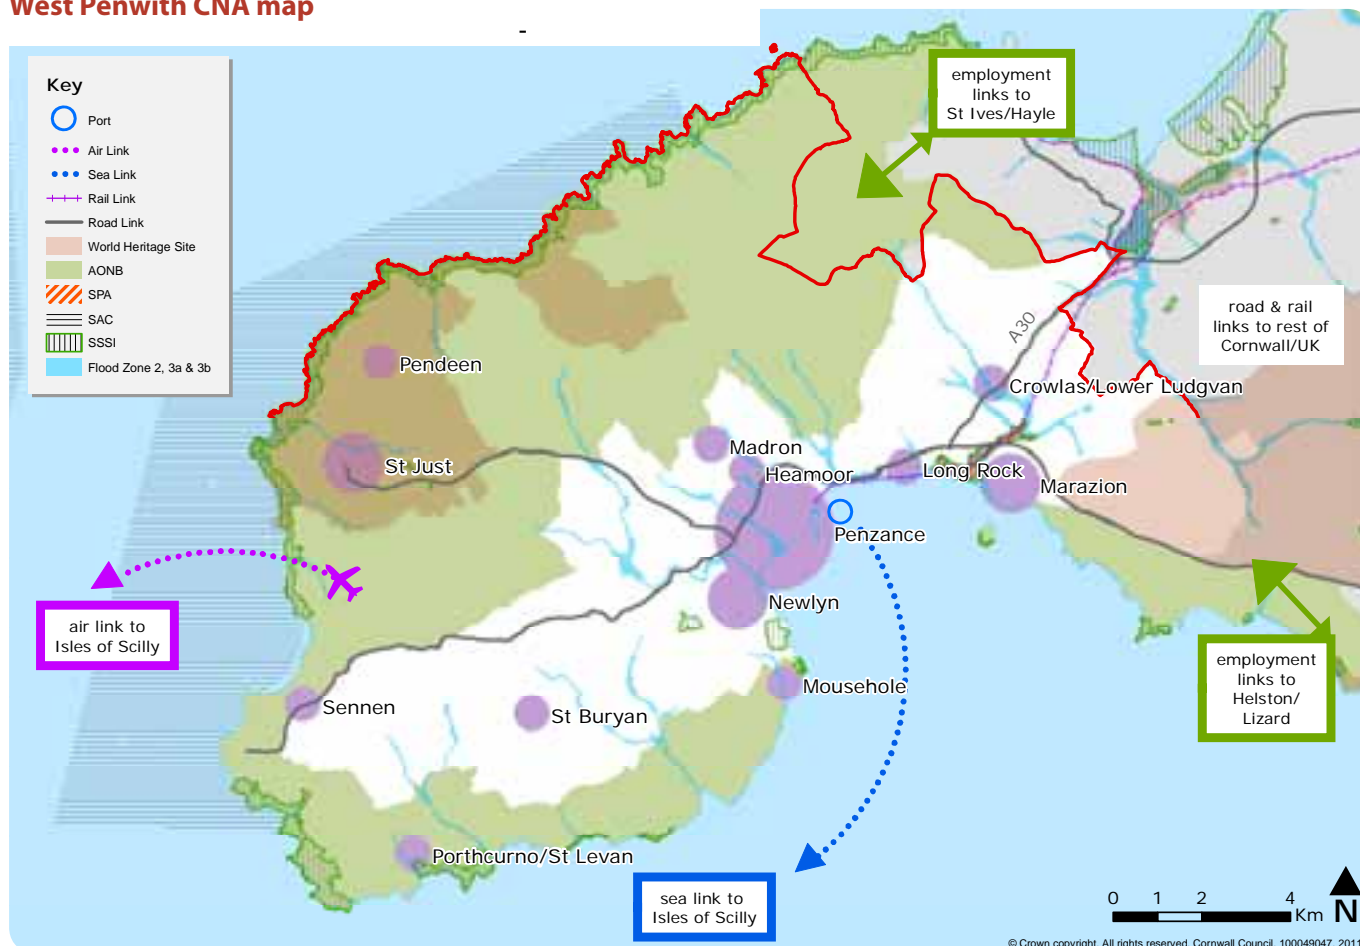 West Penwith CNA map
-
Key
Port
Air Link
Sea Link
Rail Link
Road Link
World Heritage Site
AONB
SPA
SAC
SSSI
Flood Zone 2, 3a & 3b
employment
links to
St Ives/Hayle
road & rail
links to rest of
Cornwall/UK
A30
Pendeen
Crowlas/Lower Ludgvan
Madron
St Just
Heamoor
Long Rock
Marazion
Penzance
Newlyn
air link to
Isles of Scilly
employment
links to
Helston/
Lizard
Mousehole
Sennen
St Buryan
Porthcurno/St Levan
sea link to
Isles of Scilly
0 1 2 4
Km
N
© Crown copyright. All rights reserved. Cornwall Council, 100049047, 2011